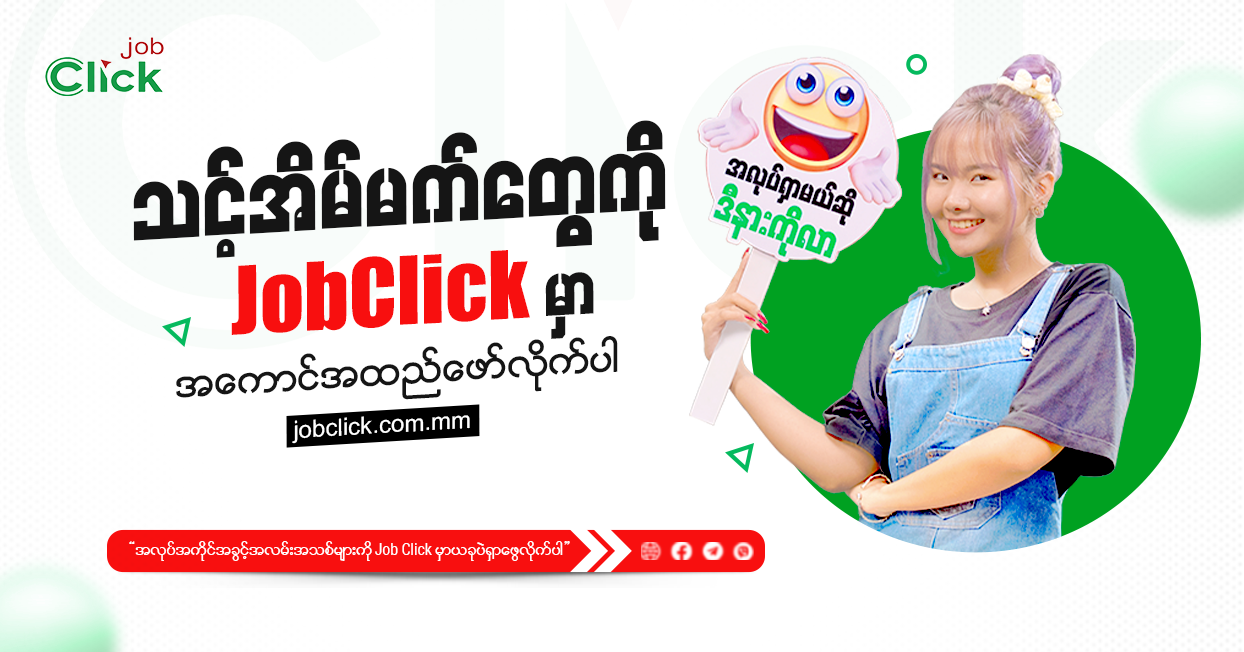 job
Click
သင့်အိမ်မက်တွေကို
JobClick မှာ
အကောင်အထည်ဖော်လိုက်ပါ
jobclick.com.mm
အလုပ်ရှာမယ်ဆို
ဒီနားကိုလာ
“အလုပ်အကိုင်အခွင့်အလမ်းအသစ်များကို Job Click မှာယခုပဲရှာဖွေလိုက်ပါ”